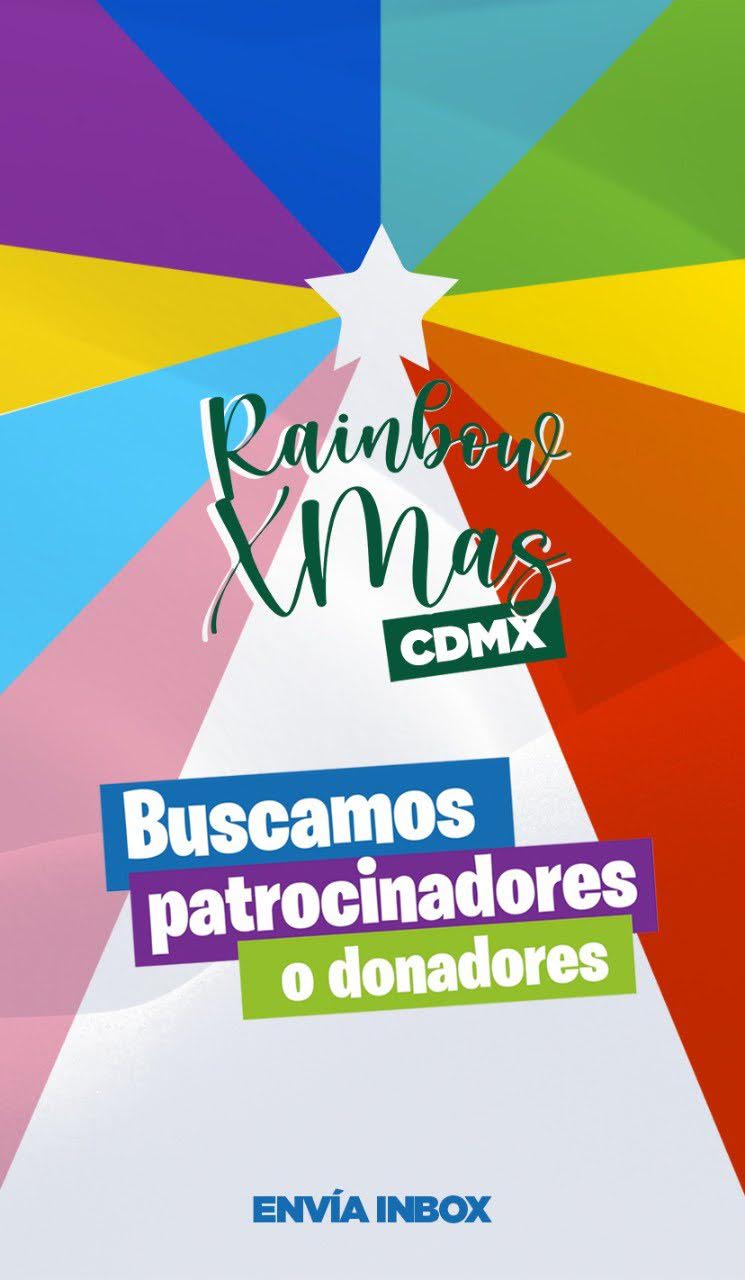 Rainbow
XMas
CDMX
Buscamos
patrocinadores
o donadores
ENVÍA INBOX